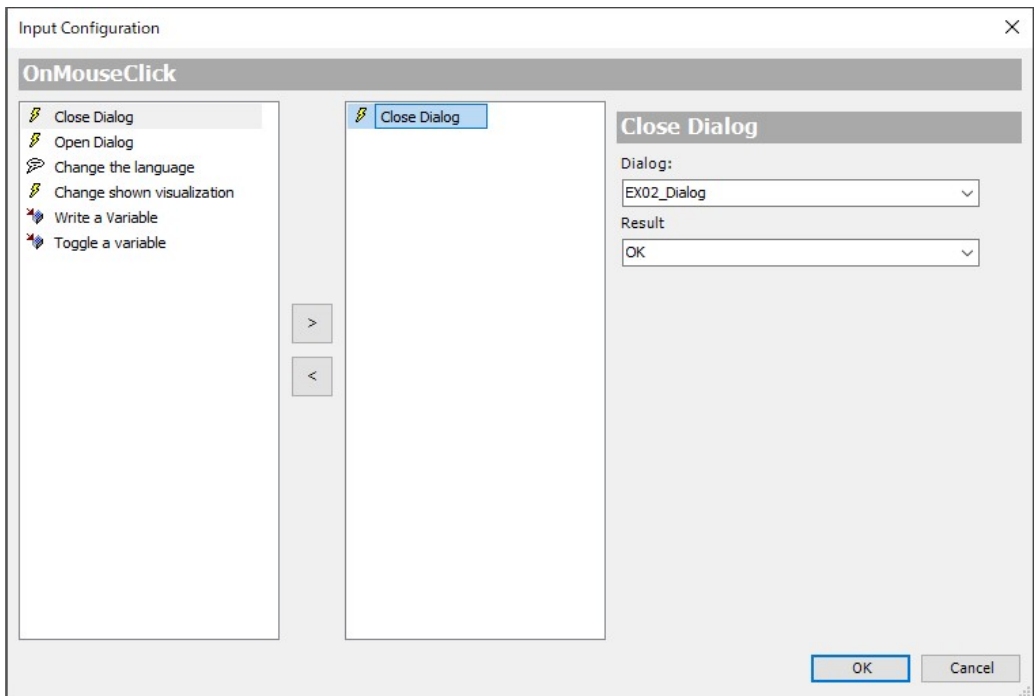 Input Configuration
OnMouseClick
Close Dialog
Open Dialog
Change the language
Change shown visualization
Write a Variable
Toggle a variable
>
<
Close Dialog
Close Dialog
Dialog:
EX02_Dialog
Result
OK
OK
Cancel